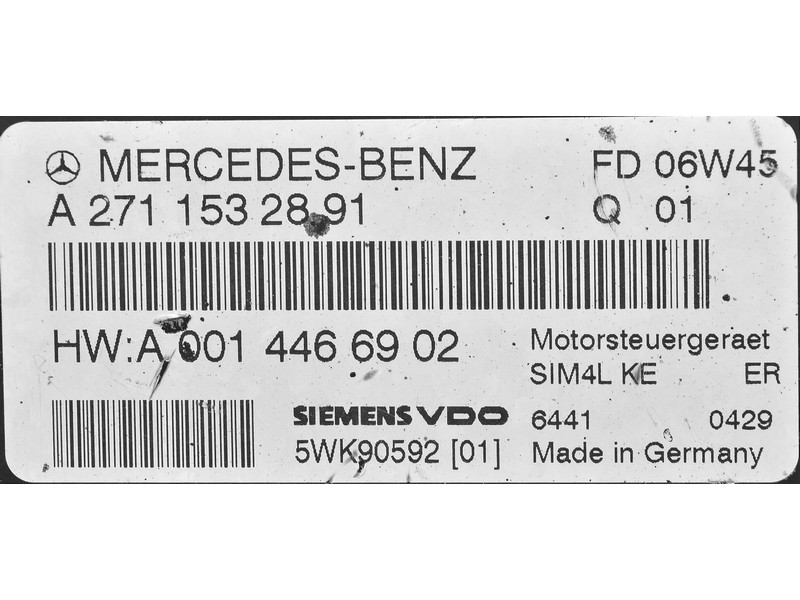 MERCEDES-BENZ FD 06W45
A 271 153 28 91 Q 01
HW:A 001 446 69 02 Motorsteuergeraet
SIM4L KE ER
SIEMENS VDO 6441 0429
5WK90592 [01] Made in Germany